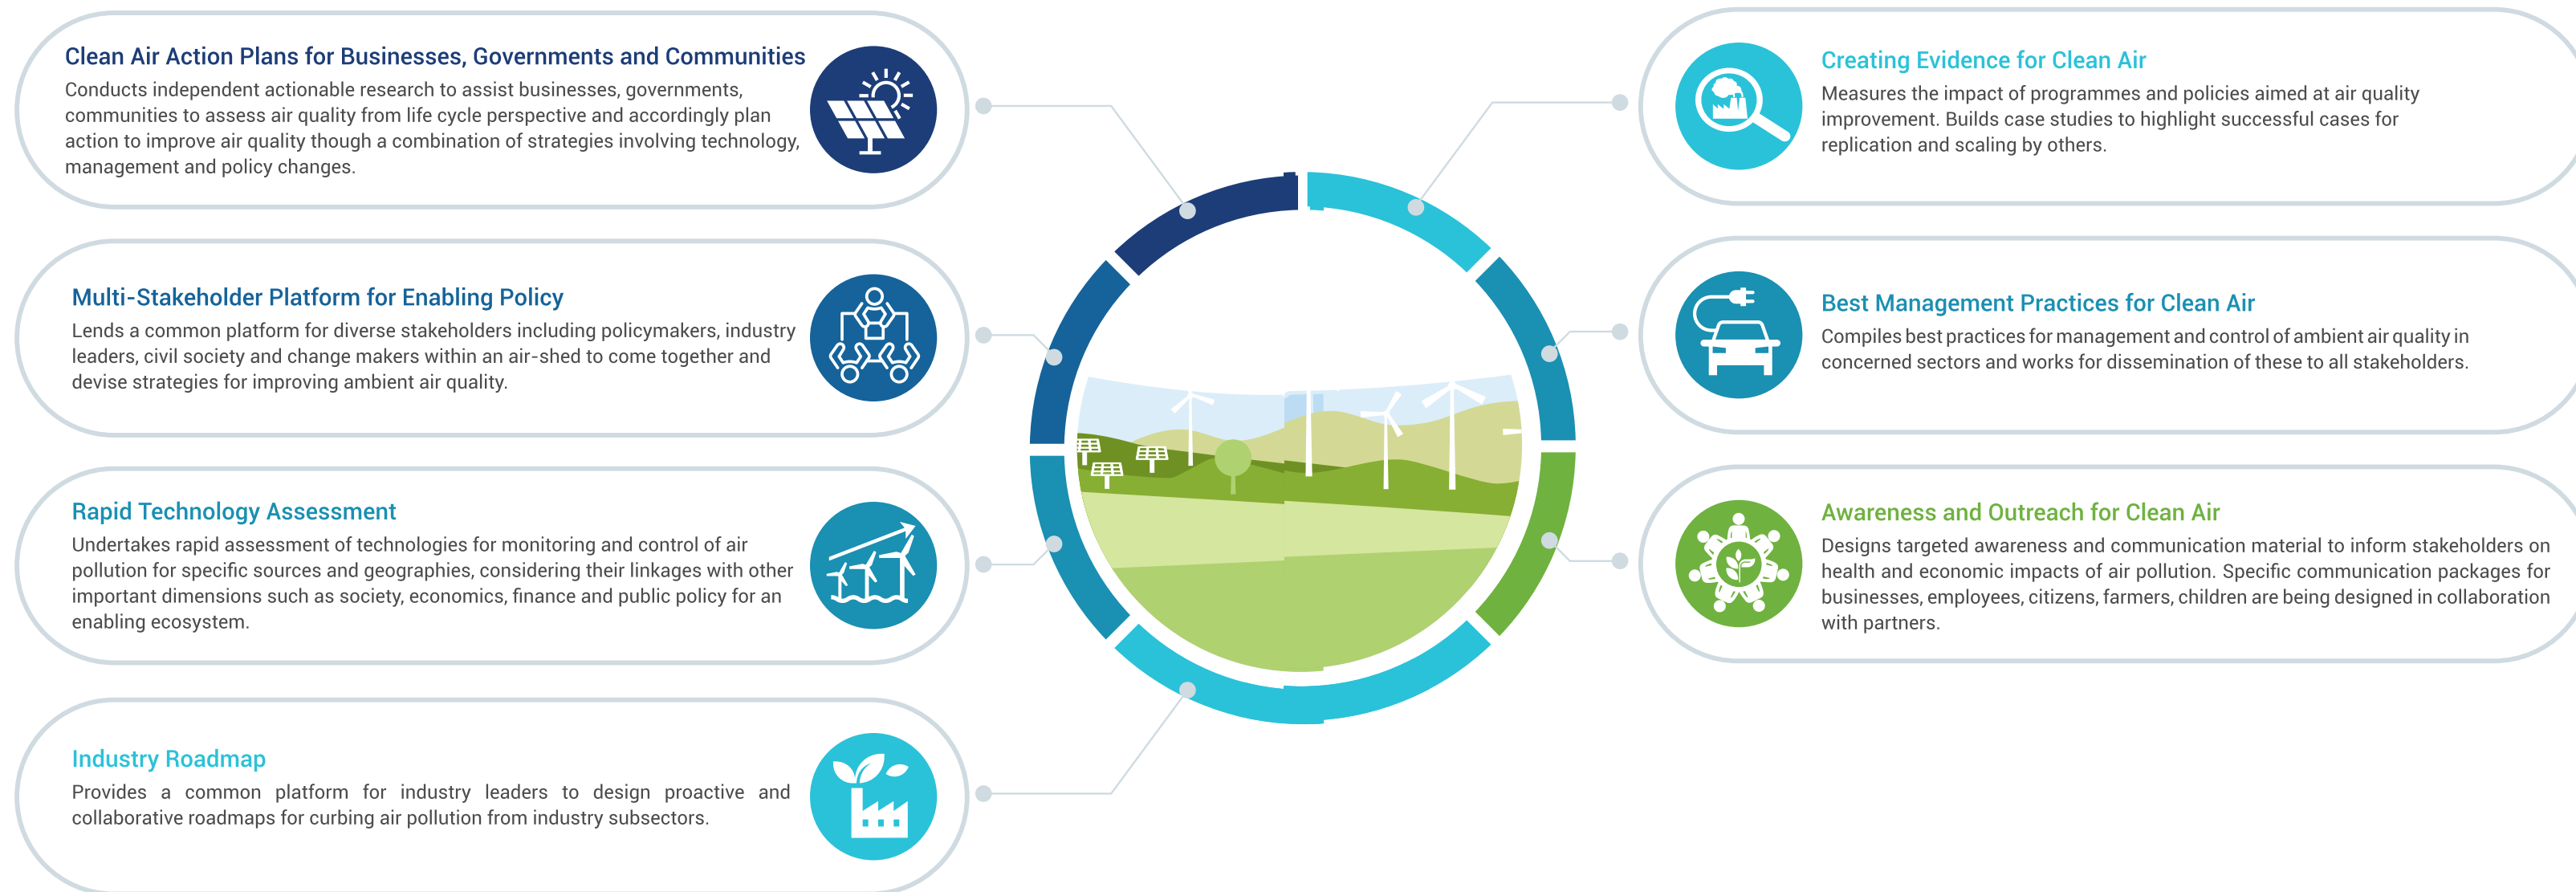 Clean Air Action Plans for Businesses, Governments and Communities
Conducts independent actionable research to assist businesses, governments,
communities to assess air quality from life cycle perspective and accordingly plan
action to improve air quality though a combination of strategies involving technology,
management and policy changes.
Multi-Stakeholder Platform for Enabling Policy
Lends a common platform for diverse stakeholders including policymakers, industry
leaders, civil society and change makers within an air-shed to come together and
devise strategies for improving ambient air quality.
Rapid Technology Assessment
Undertakes rapid assessment of technologies for monitoring and control of air
pollution for specific sources and geographies, considering their linkages with other
important dimensions such as society, economics, finance and public policy for an
enabling ecosystem.
Industry Roadmap
Provides a common platform for industry leaders to design proactive and
collaborative roadmaps for curbing air pollution from industry subsectors.
Creating Evidence for Clean Air
Measures the impact of programmes and policies aimed at air quality
improvement. Builds case studies to highlight successful cases for
replication and scaling by others.
Best Management Practices for Clean Air
Compiles best practices for management and control of ambient air quality in
concerned sectors and works for dissemination of these to all stakeholders.
Awareness and Outreach for Clean Air
Designs targeted awareness and communication material to inform stakeholders on
health and economic impacts of air pollution. Specific communication packages for
businesses, employees, citizens, farmers, children are being designed in collaboration
with partners.